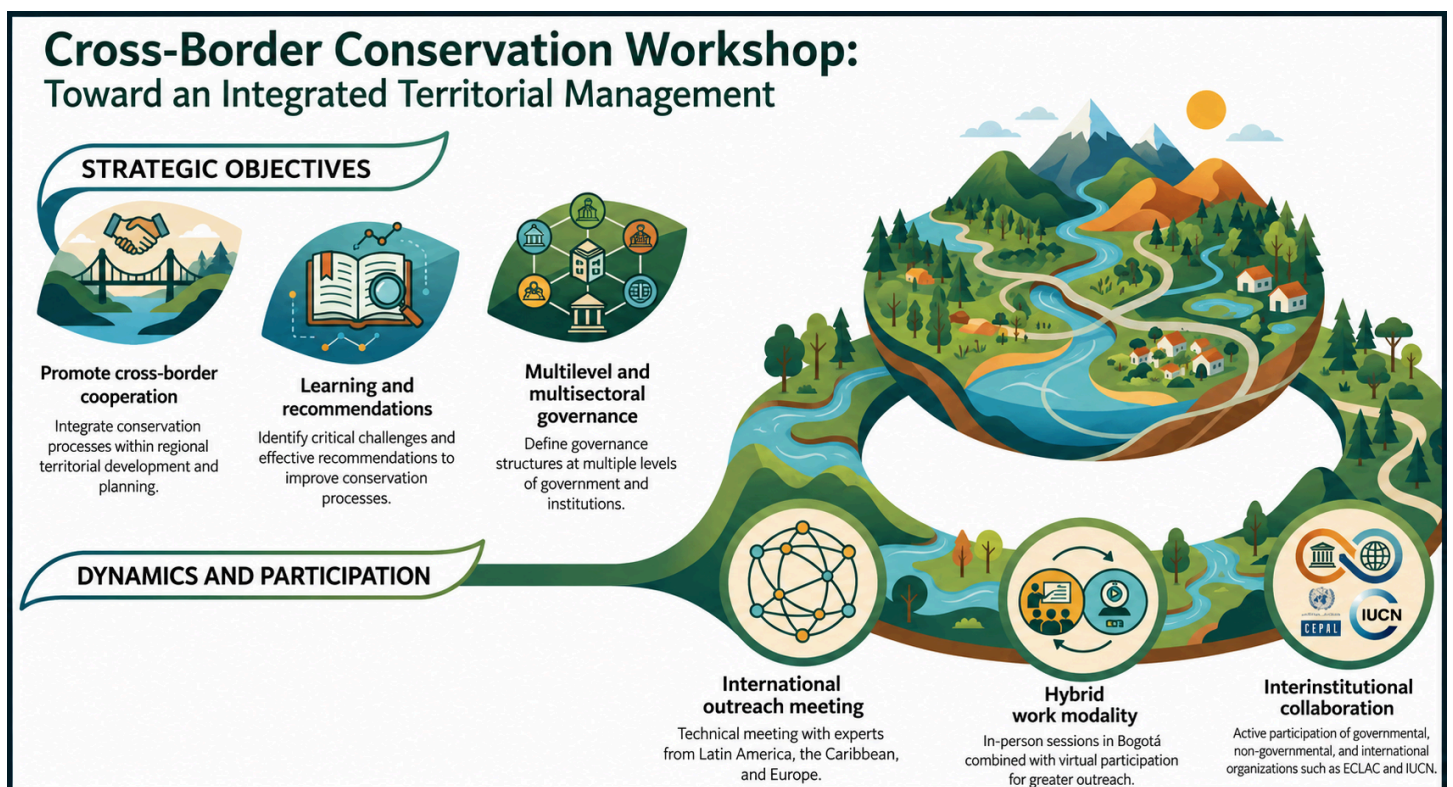 Cross-Border Conservation Workshop:
Toward an Integrated Territorial Management
STRATEGIC OBJECTIVES
Promote cross-border
cooperation
Integrate conservation
processes within regional
territorial development and
planning.
Learning and
recommendations
Identify critical challenges and
effective recommendations to
improve conservation
processes.
Multilevel and
multisectoral
governance
Define governance
structures at multiple levels
of government and
institutions.
DYNAMICS AND PARTICIPATION
International
outreach meeting
Technical meeting with experts
from Latin America, the Caribbean,
and Europe.
Hybrid
work modality
In-person sessions in Bogotá
combined with virtual participation
for greater outreach.
CEPAL
IUCN
Interinstitutional
collaboration
Active participation of governmental,
non-governmental, and international
organizations such as ECLAC and IUCN.